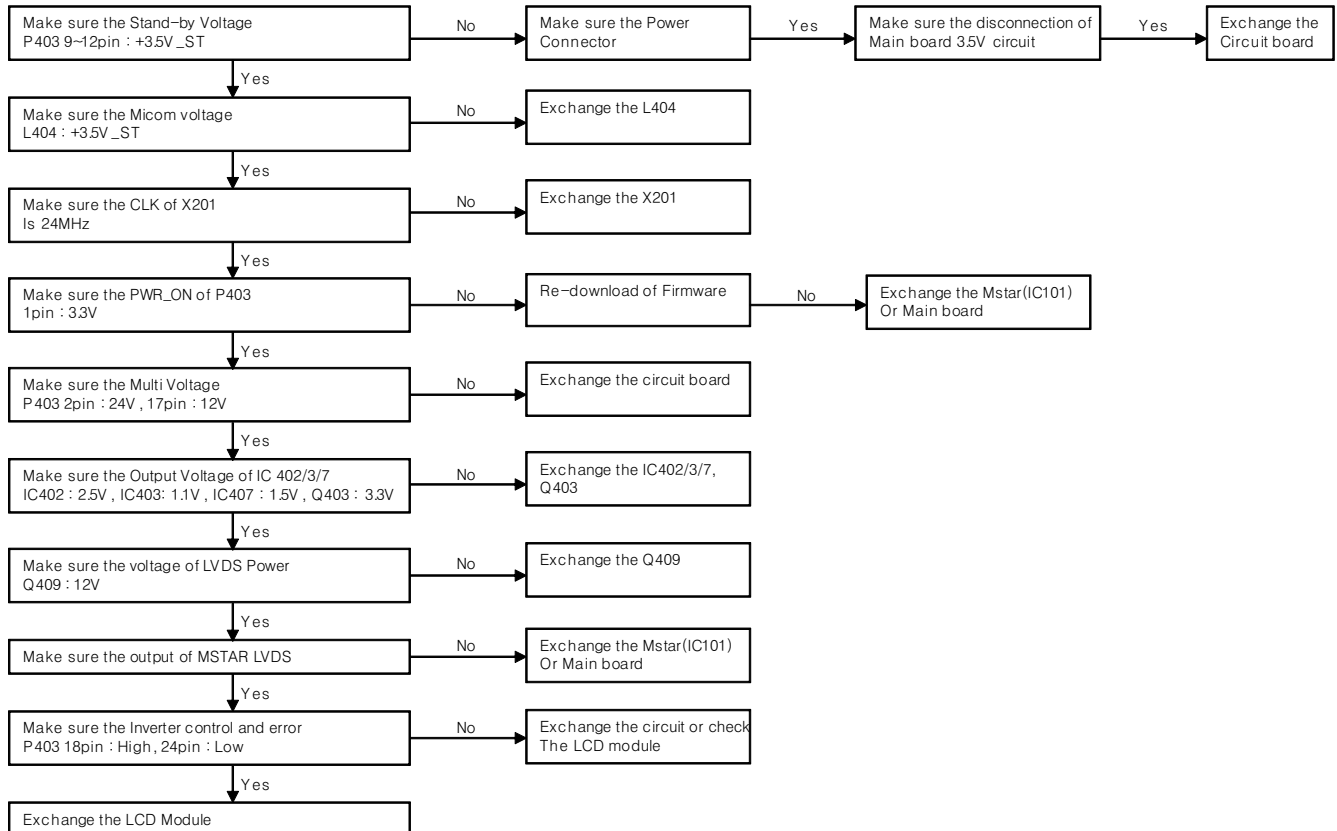 Make sure the Stand-by Voltage
P403 9~12pin : +3.5V_ST
No
Make sure the Power
Connector
Yes
Make sure the disconnection of
Main board 3.5V circuit
Yes
Exchange the
Circuit board
Yes
Make sure the Micom voltage
L404 : +3.5V_ST
No
Exchange the L404
Yes
Make sure the CLK of X201
Is 24MHz
No
Exchange the X201
Yes
Make sure the PWR_ON of P403
1pin : 3.3V
No
Re-download of Firmware
No
Exchange the Mstar(IC101)
Or Main board
Yes
Make sure the Multi Voltage
P403 2pin : 24V , 17pin : 12V
No
Exchange the circuit board
Yes
Make sure the Output Voltage of IC 402/3/7
IC402 : 2.5V , IC403: 1.1V , IC407 : 1.5V , Q403 : 3.3V
No
Exchange the IC402/3/7,
Q403
Yes
Make sure the voltage of LVDS Power
Q409 : 12V
No
Exchange the Q409
Yes
Make sure the output of MSTAR LVDS
No
Exchange the Mstar(IC101)
Or Main board
Yes
Make sure the Inverter control and error
P403 18pin : High , 24pin : Low
No
Exchange the circuit or check
The LCD module
Yes
Exchange the LCD Module